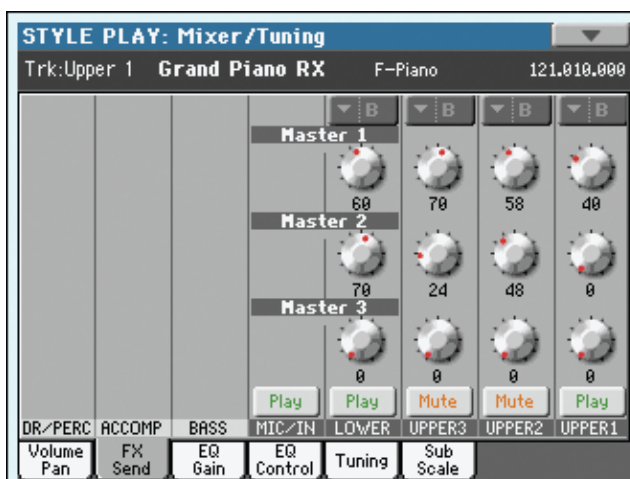 STYLE PLAY: Mixer/Tuning
Trk:Upper 1 Grand Piano RX F-Piano 121.010.000
B B B B
Master 1
60 70 58 40
Master 2
70 24 48 0
Master 3
0 0 0 0
Play Play Mute Mute Play
DR/PERC ACCOMP BASS MIC/IN LOWER UPPER3 UPPER2 UPPER1
Volume Pan FX Send EQ Gain EQ Control Tuning Sub Scale